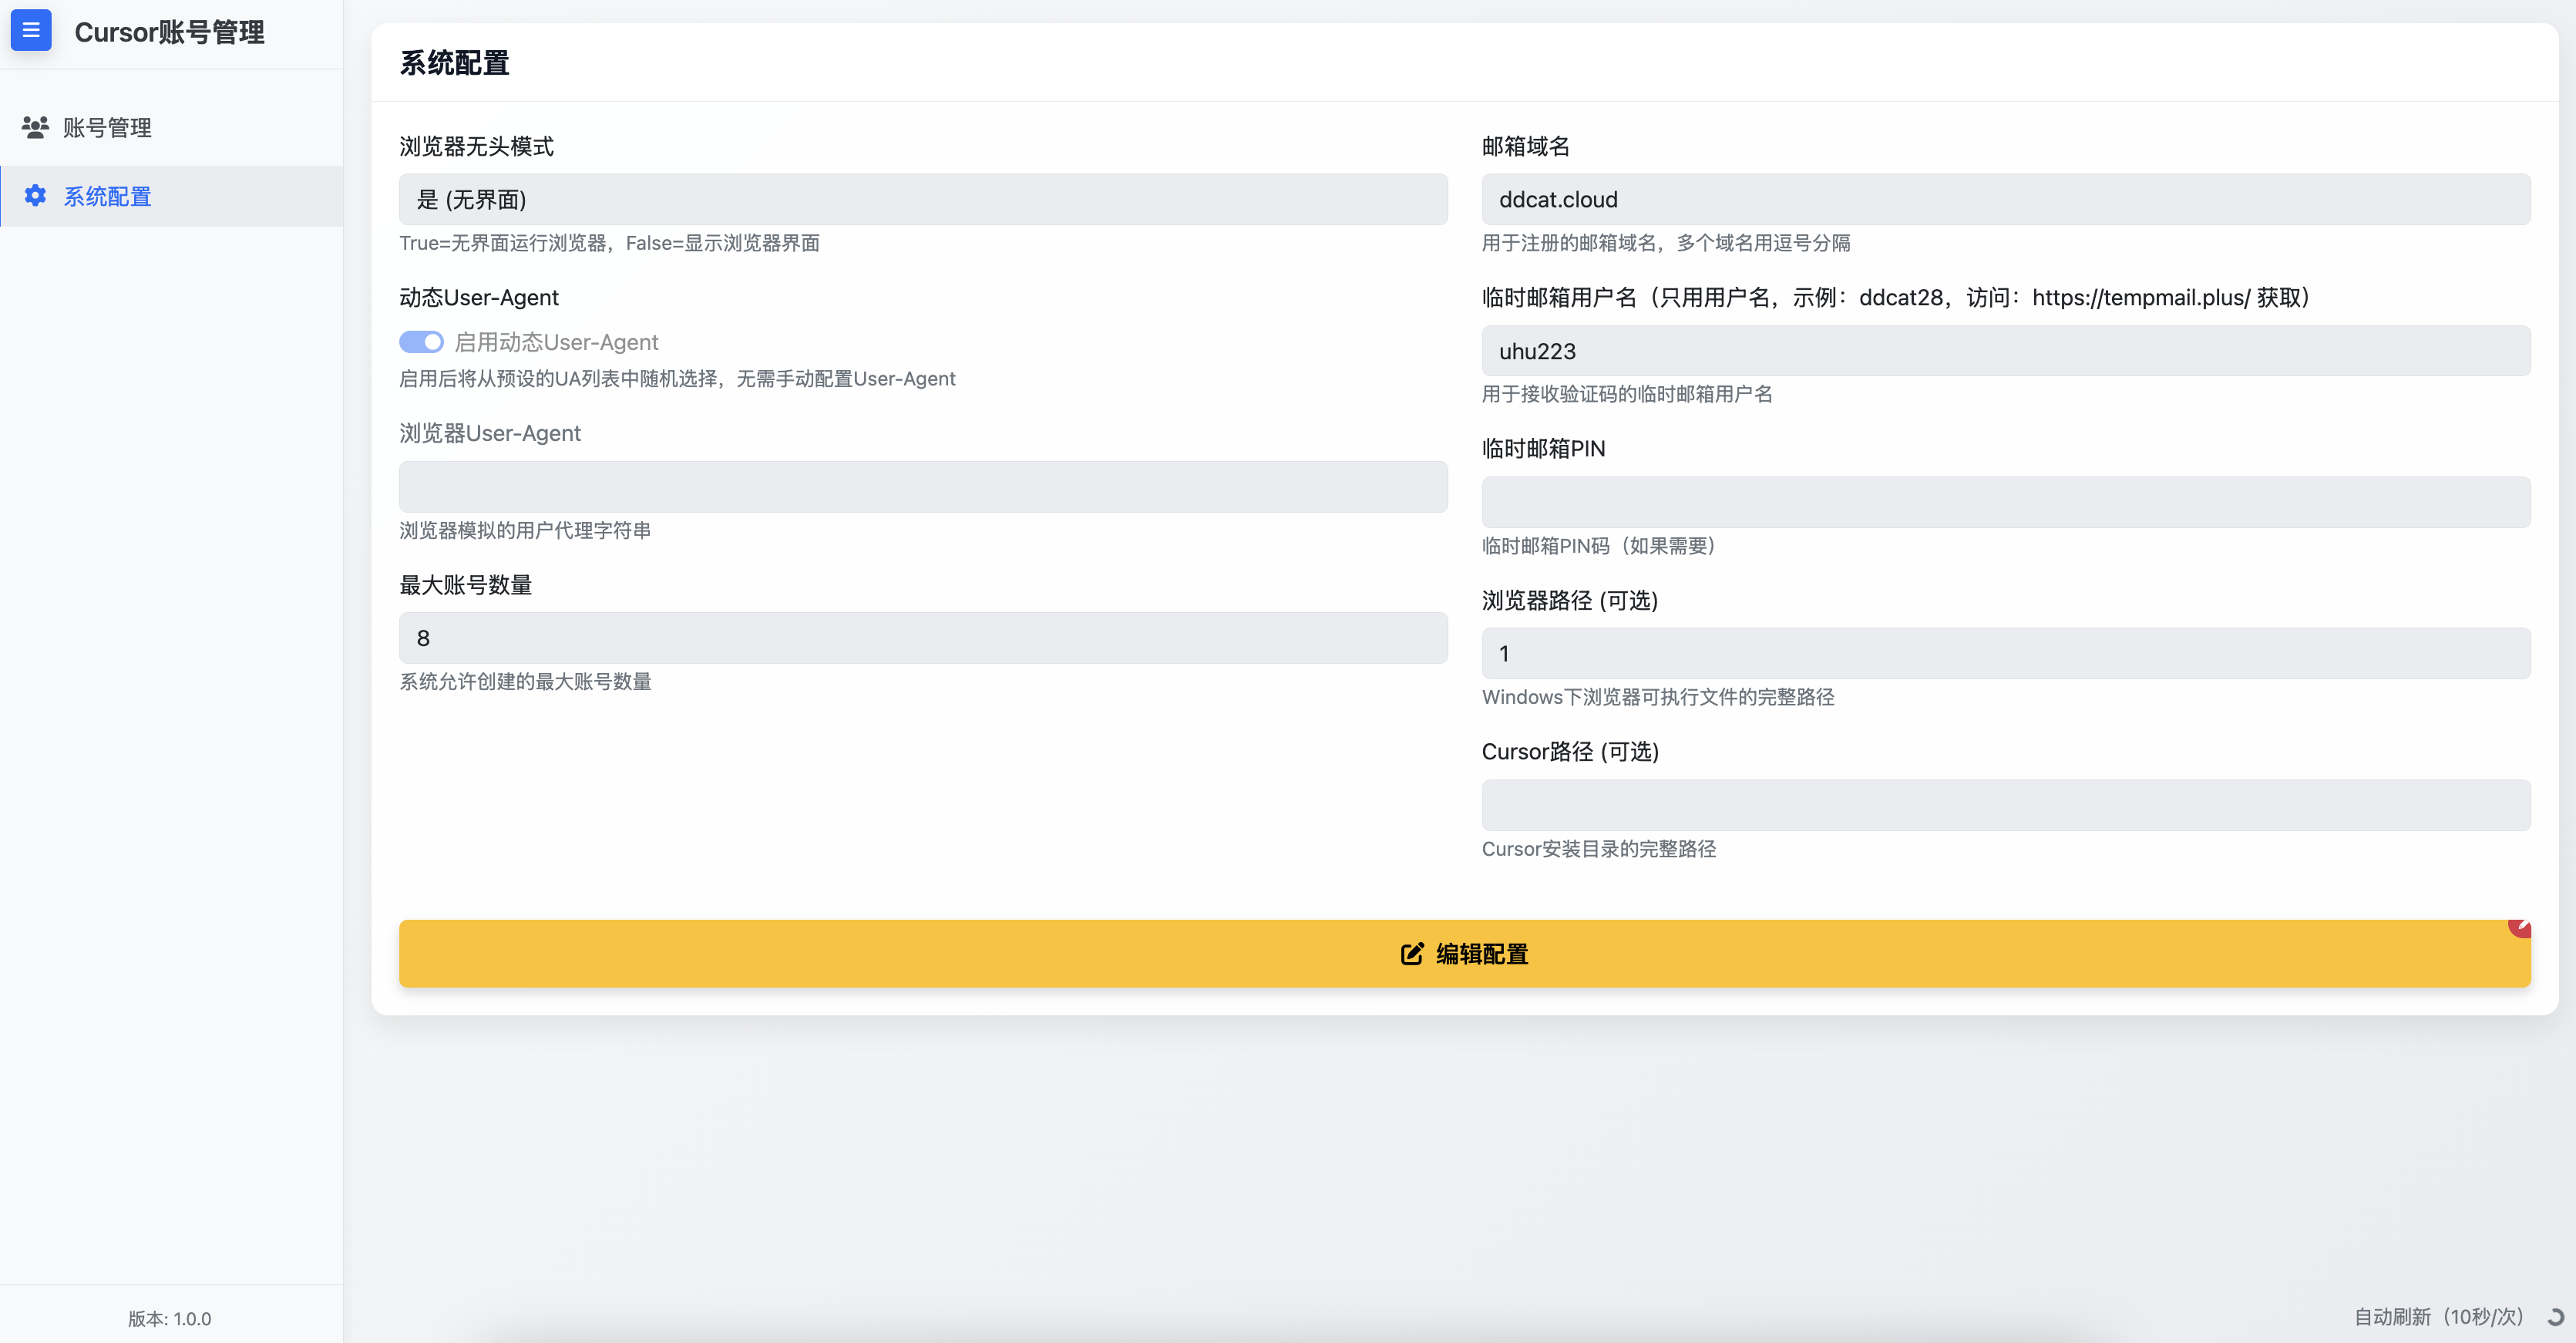 Cursor账号管理
账号管理
系统配置
版本: 1.0.0
系统配置
浏览器无头模式
是 (无界面)
True=无界面运行浏览器，False=显示浏览器界面
动态User-Agent
启用动态User-Agent
启用后将从预设的UA列表中随机选择，无需手动配置User-Agent
浏览器User-Agent
浏览器模拟的用户代理字符串
最大账号数量
8
系统允许创建的最大账号数量
邮箱域名
ddcat.cloud
用于注册的邮箱域名，多个域名用逗号分隔
临时邮箱用户名（只用用户名，示例：ddcat28，访问：https://tempmail.plus/ 获取）
uhu223
用于接收验证码的临时邮箱用户名
临时邮箱PIN
临时邮箱PIN码（如果需要）
浏览器路径 (可选)
1
Windows下浏览器可执行文件的完整路径
Cursor路径 (可选)
Cursor安装目录的完整路径
编辑配置
自动刷新（10秒/次）